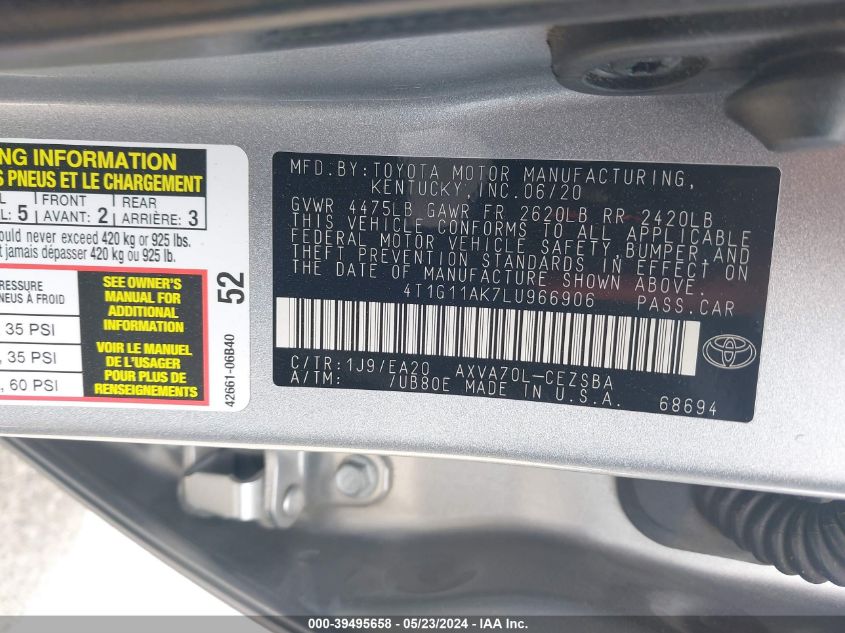 NG INFORMATION
S PNEUS ET LE CHARGEMENT
FRONT REAR
: 5 AVANT: 2 ARRIÈRE: 3
ould never exceed 420 kg or 925 lbs.
t jamais dépasser 420 kg ou 925 lb.
RESSURE
NEUS À FROID
35 PSI
, 35 PSI
, 60 PSI
SEE OWNER'S
MANUAL FOR
ADDITIONAL
INFORMATION
VOIR LE MANUEL
DE L'USAGER
POUR PLUS DE
RENSEIGNEMENTS
52
42661-06B40
MFD.BY:TOYOTA MOTOR MANUFACTURING,
KENTUCKY,INC.06/20
GVWR 4475LB GAWR FR 2620LB RR 2420LB
THIS VEHICLE CONFORMS TO ALL APPLICABLE
FEDERAL MOTOR VEHICLE SAFETY,BUMPER,AND
THEFT PREVENTION STANDARDS IN EFFECT ON
THE DATE OF MANUFACTURE SHOWN ABOVE.
4T1G11AK7LU966906 PASS.CAR
C/TR:1J9/EA20 AXVA70L-CEZSBA
A/TM: /UB80E MADE IN U.S.A.
68694
000-39495658 - 05/23/2024 - IAAI.COM